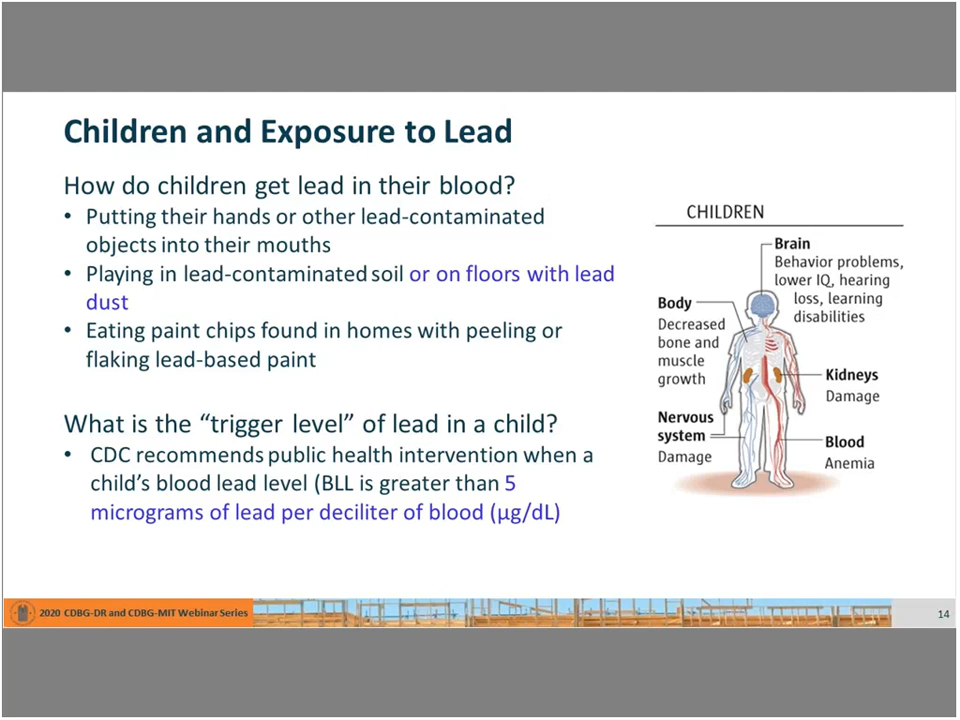 Children and Exposure to Lead
How do children get lead in their blood?
• Putting their hands or other lead-contaminated
objects into their mouths
• Playing in lead-contaminated soil or on floors with lead
dust
• Eating paint chips found in homes with peeling or
flaking lead-based paint
What is the “trigger level” of lead in a child?
• CDC recommends public health intervention when a
child’s blood lead level (BLL is greater than 5
micrograms of lead per deciliter of blood (µg/dL)
CHILDREN
Brain
Behavior problems,
lower IQ, hearing
loss, learning
disabilities
Body
Decreased
bone and
muscle
growth
Kidneys
Damage
Nervous
system
Damage
Blood
Anemia
2020 CDBG-DR and CDBG-MIT Webinar Series
14